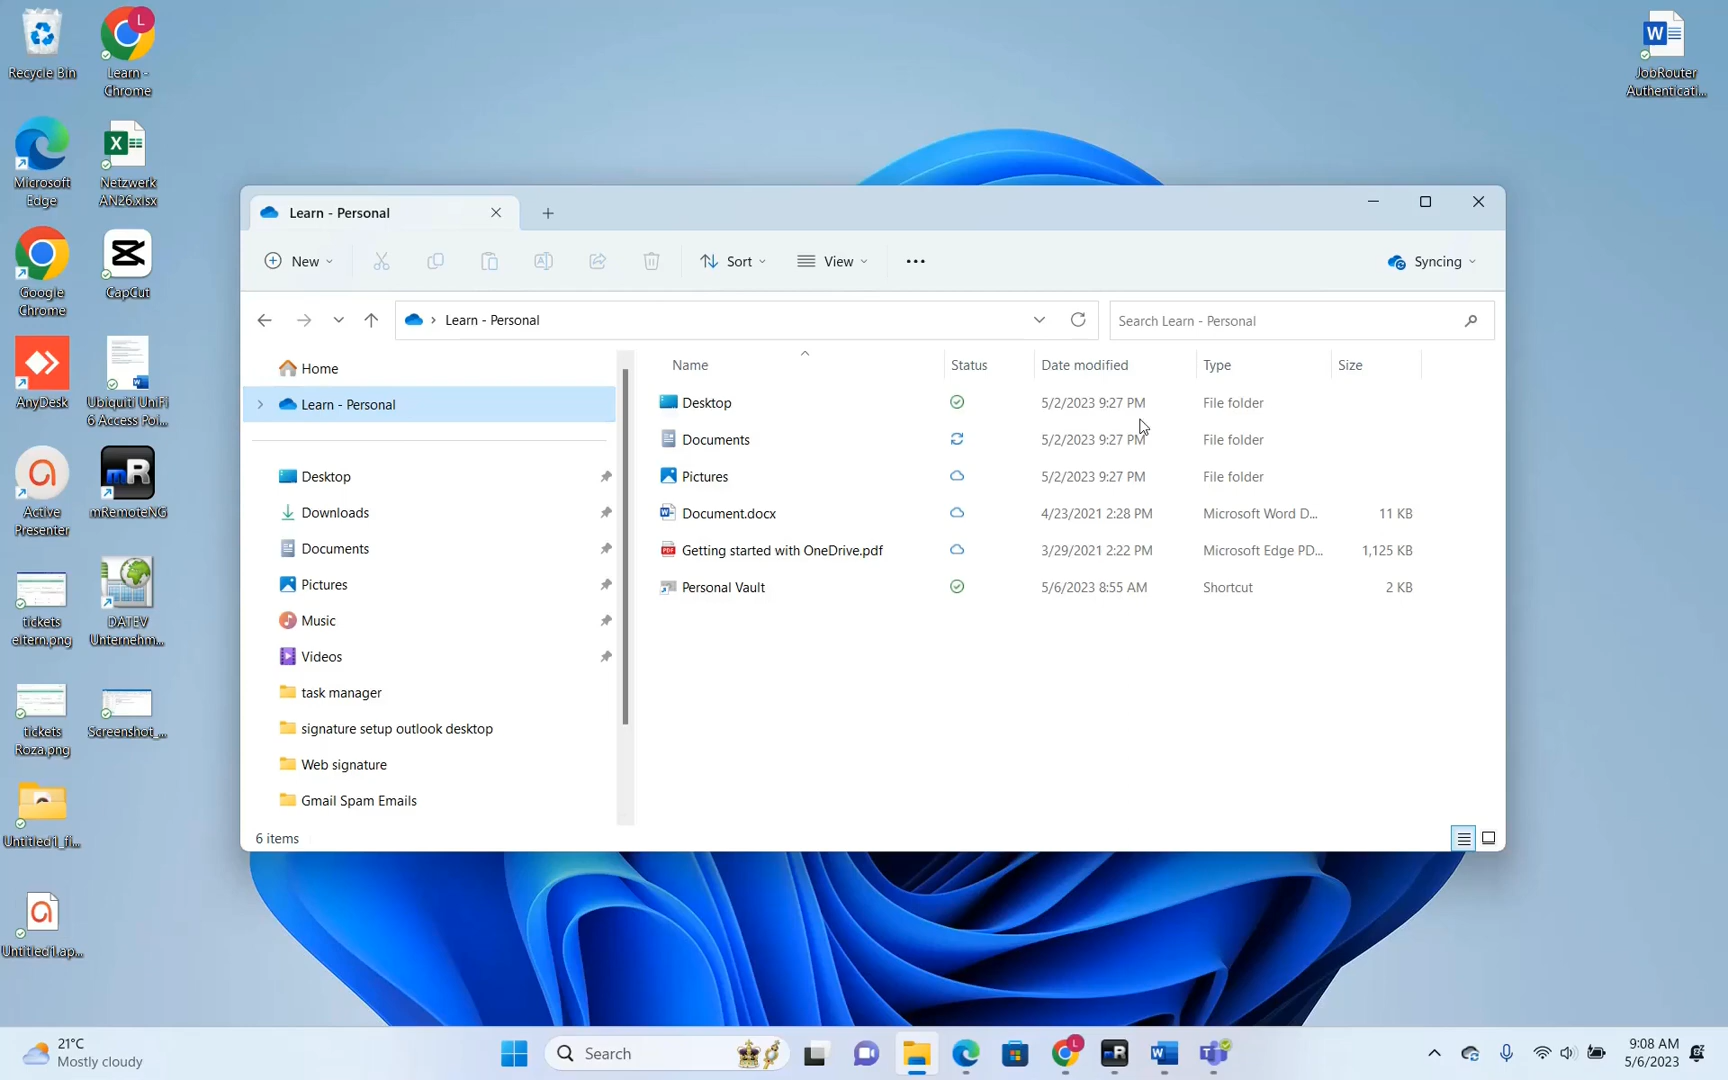 Recycle Bin
Learn -
Chrome
Microsoft
Edge
Netzwerk
AN26.xlsx
Google
Chrome
CapCut
AnyDesk
Ubiquiti UniFi
6 Access Poi...
Active
Presenter
mRemoteNG
tickets
eltern.png
DATEV
Unternehm...
tickets
Roza.png
Screenshot_...
Untitled1_fi...
Untitled1.ap...
JobRouter
Authenticati...
Learn - Personal
New
Sort
View
Syncing
Learn - Personal
Search Learn - Personal
Home
Learn - Personal
Desktop
Downloads
Documents
Pictures
Music
Videos
task manager
signature setup outlook desktop
Web signature
Gmail Spam Emails
Name Status Date modified Type Size
Desktop 5/2/2023 9:27 PM File folder
Documents 5/2/2023 9:27 PM File folder
Pictures 5/2/2023 9:27 PM File folder
Document.docx 4/23/2021 2:28 PM Microsoft Word D... 11 KB
Getting started with OneDrive.pdf 3/29/2021 2:22 PM Microsoft Edge PD... 1,125 KB
Personal Vault 5/6/2023 8:55 AM Shortcut 2 KB
6 items
21°C
Mostly cloudy
Search
9:08 AM
5/6/2023